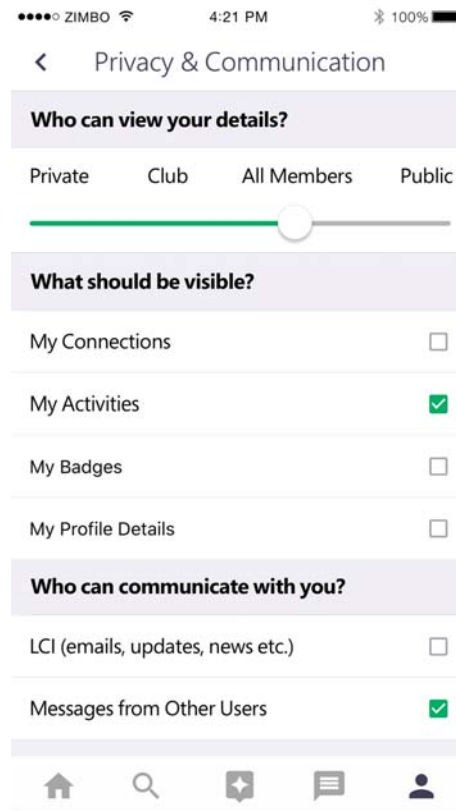 ZIMBO 4:21 PM 100%
Privacy & Communication
Who can view your details?
Private Club All Members Public
What should be visible?
My Connections
My Activities
My Badges
My Profile Details
Who can communicate with you?
LCI (emails, updates, news etc.)
Messages from Other Users